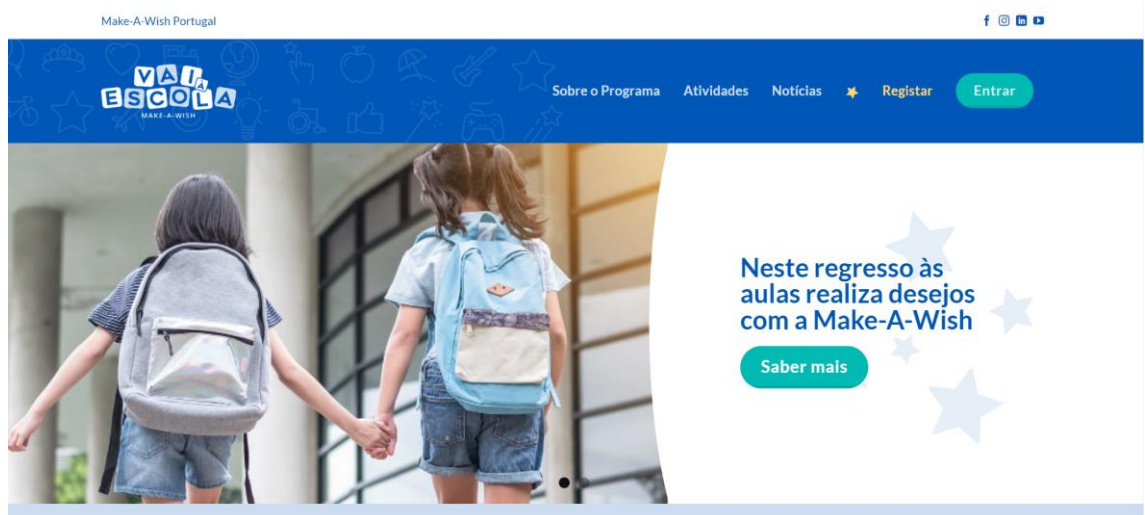 Make-A-Wish Portugal
VAI À
ESCOLA
MAKE-A-WISH
Sobre o Programa
Atividades
Notícias
Registar
Entrar
Neste regresso às
aulas realiza desejos
com a Make-A-Wish
Saber mais